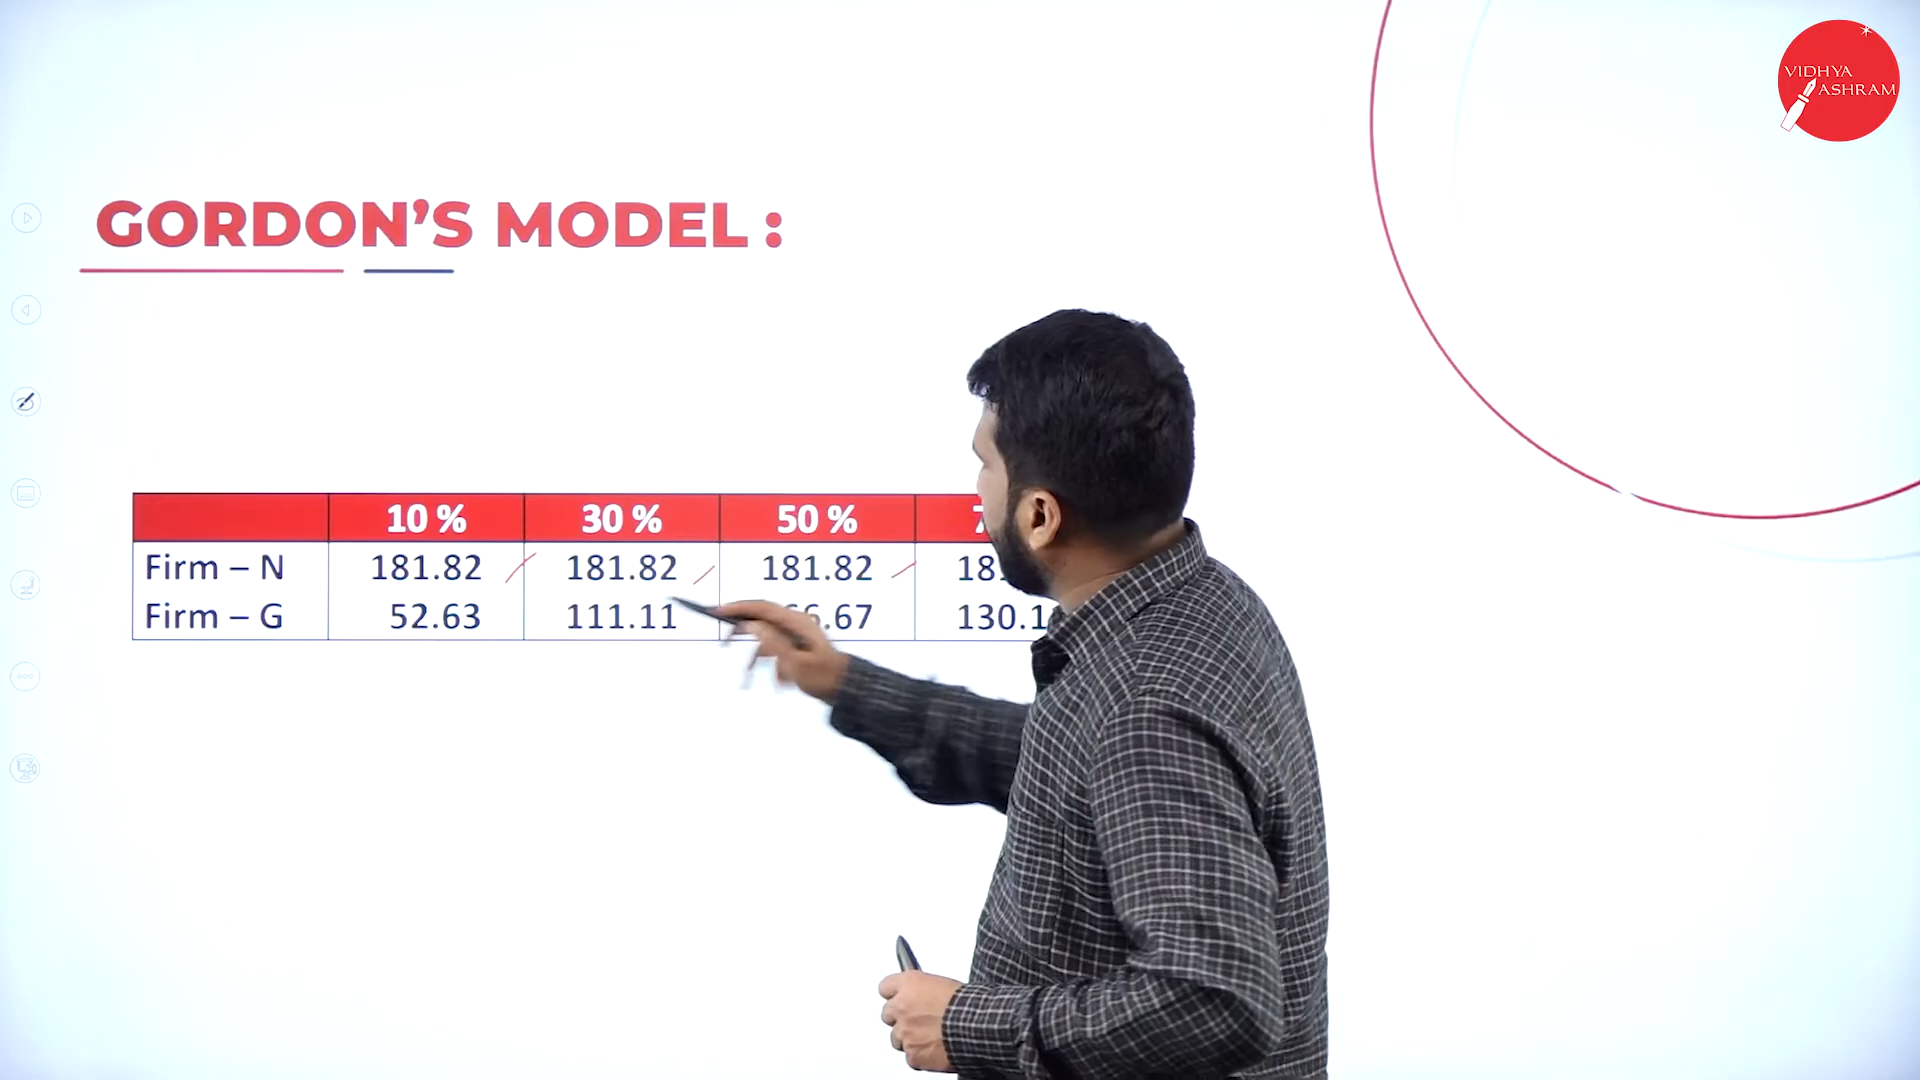 VIDHYA
ASHRAM
GORDON'S MODEL :
10 % 30 % 50 %
Firm – N 181.82 181.82 181.82
Firm – G 52.63 111.11